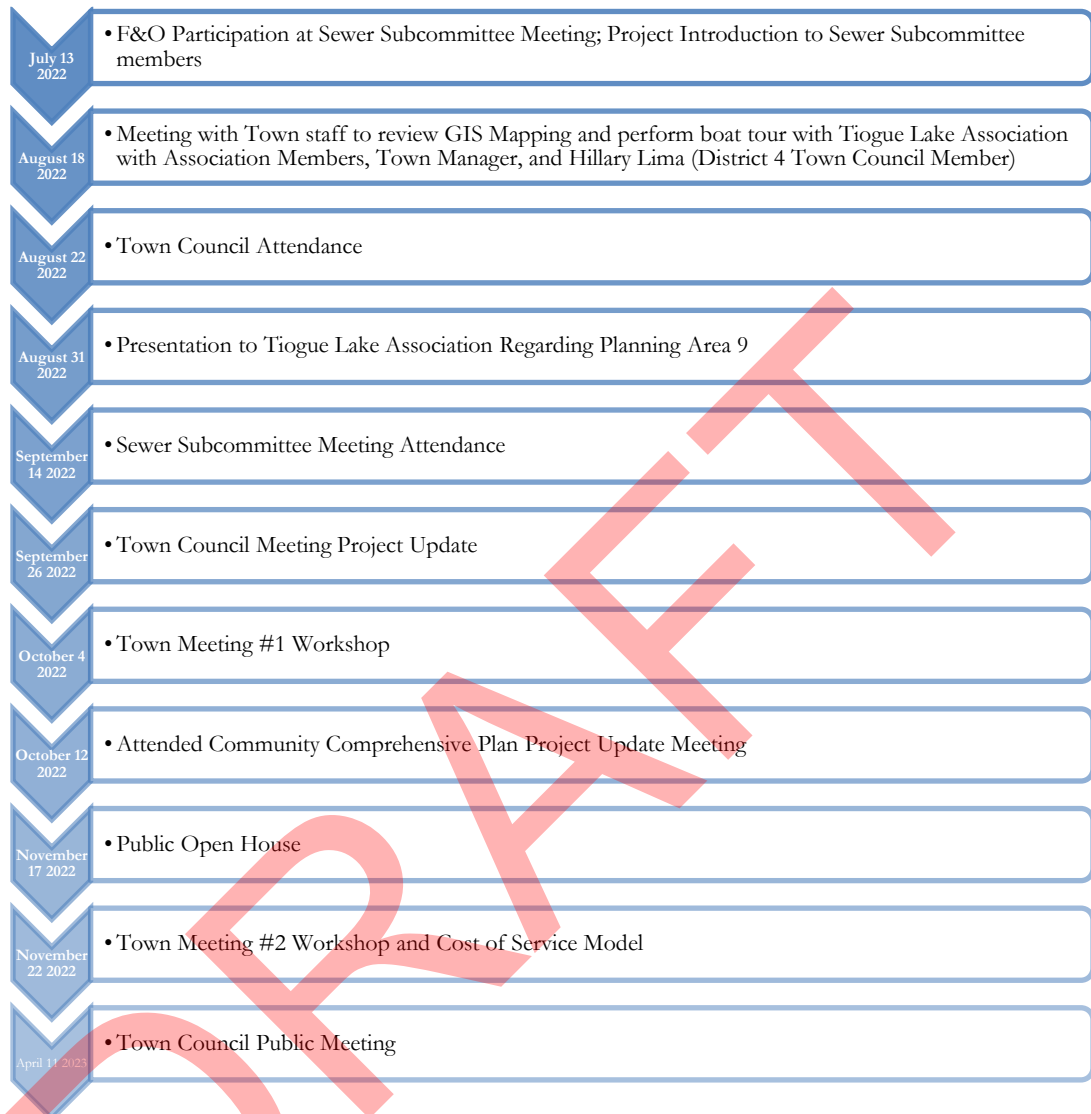 July 13
2022
• F&O Participation at Sewer Subcommittee Meeting; Project Introduction to Sewer Subcommittee
members
August 18
2022
• Meeting with Town staff to review GIS Mapping and perform boat tour with Tiogue Lake Association
with Association Members, Town Manager, and Hillary Lima (District 4 Town Council Member)
August 22
2022
• Town Council Attendance
August 31
2022
• Presentation to Tiogue Lake Association Regarding Planning Area 9
September
14 2022
• Sewer Subcommittee Meeting Attendance
September
26 2022
• Town Council Meeting Project Update
October 4
2022
• Town Meeting #1 Workshop
October 12
2022
• Attended Community Comprehensive Plan Project Update Meeting
November
17 2022
• Public Open House
November
22 2022
• Town Meeting #2 Workshop and Cost of Service Model
April 11 2023
• Town Council Public Meeting
DRAFT